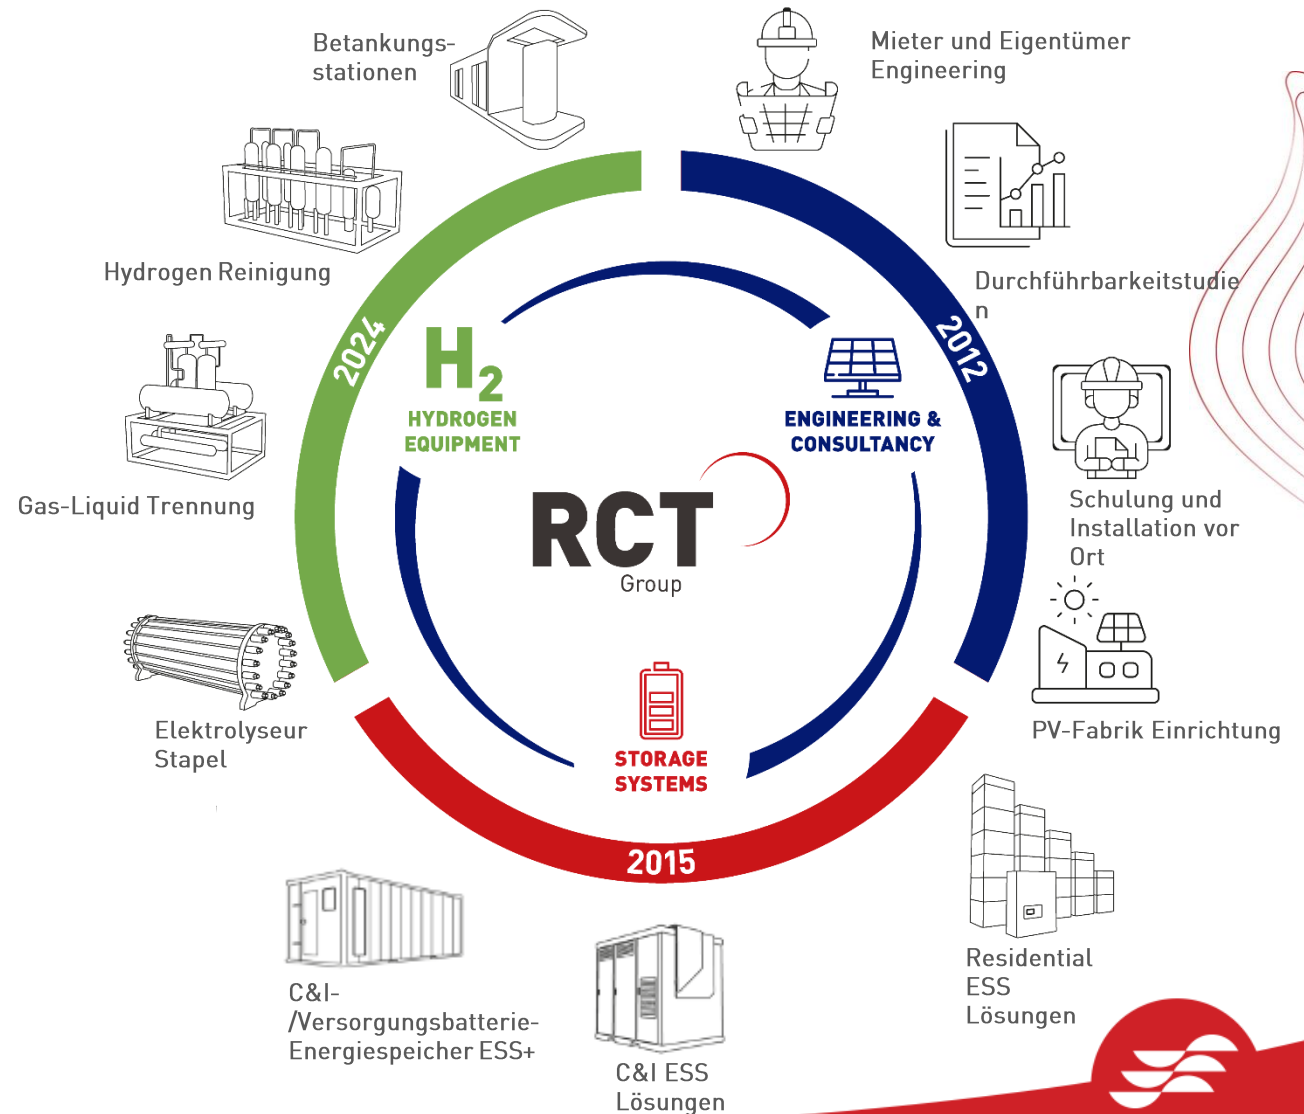 Betankungs-
stationen
Mieter und Eigentümer
Engineering
Hydrogen Reinigung
Durchführbarkeitstudie
n
2024
2012
H2
HYDROGEN
EQUIPMENT
ENGINEERING &
CONSULTANCY
Gas-Liquid Trennung
RCT
Group
Schulung und
Installation vor
Ort
Elektrolyseur
Stapel
STORAGE
SYSTEMS
PV-Fabrik Einrichtung
2015
C&I-
/Versorgungsbatterie-
Energiespeicher ESS+
C&I ESS
Lösungen
Residential
ESS
Lösungen